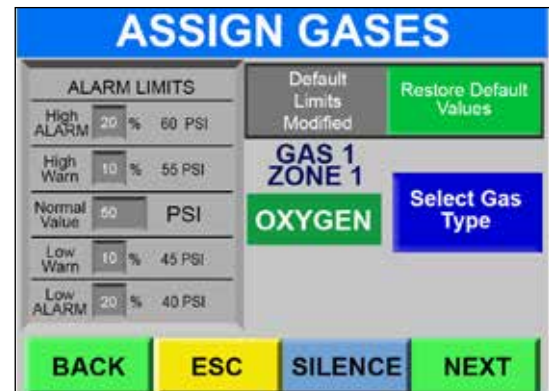 ASSIGN GASES
ALARM LIMITS
High
ALARM 20 % 60 PSI
High
Warn 10 % 55 PSI
Normal
Value 50 PSI
Low
Warn 10 % 45 PSI
Low
ALARM 20 % 40 PSI
Default
Limits
Modified
Restore Default
Values
GAS 1
ZONE 1
OXYGEN
Select Gas
Type
BACK
ESC
SILENCE
NEXT